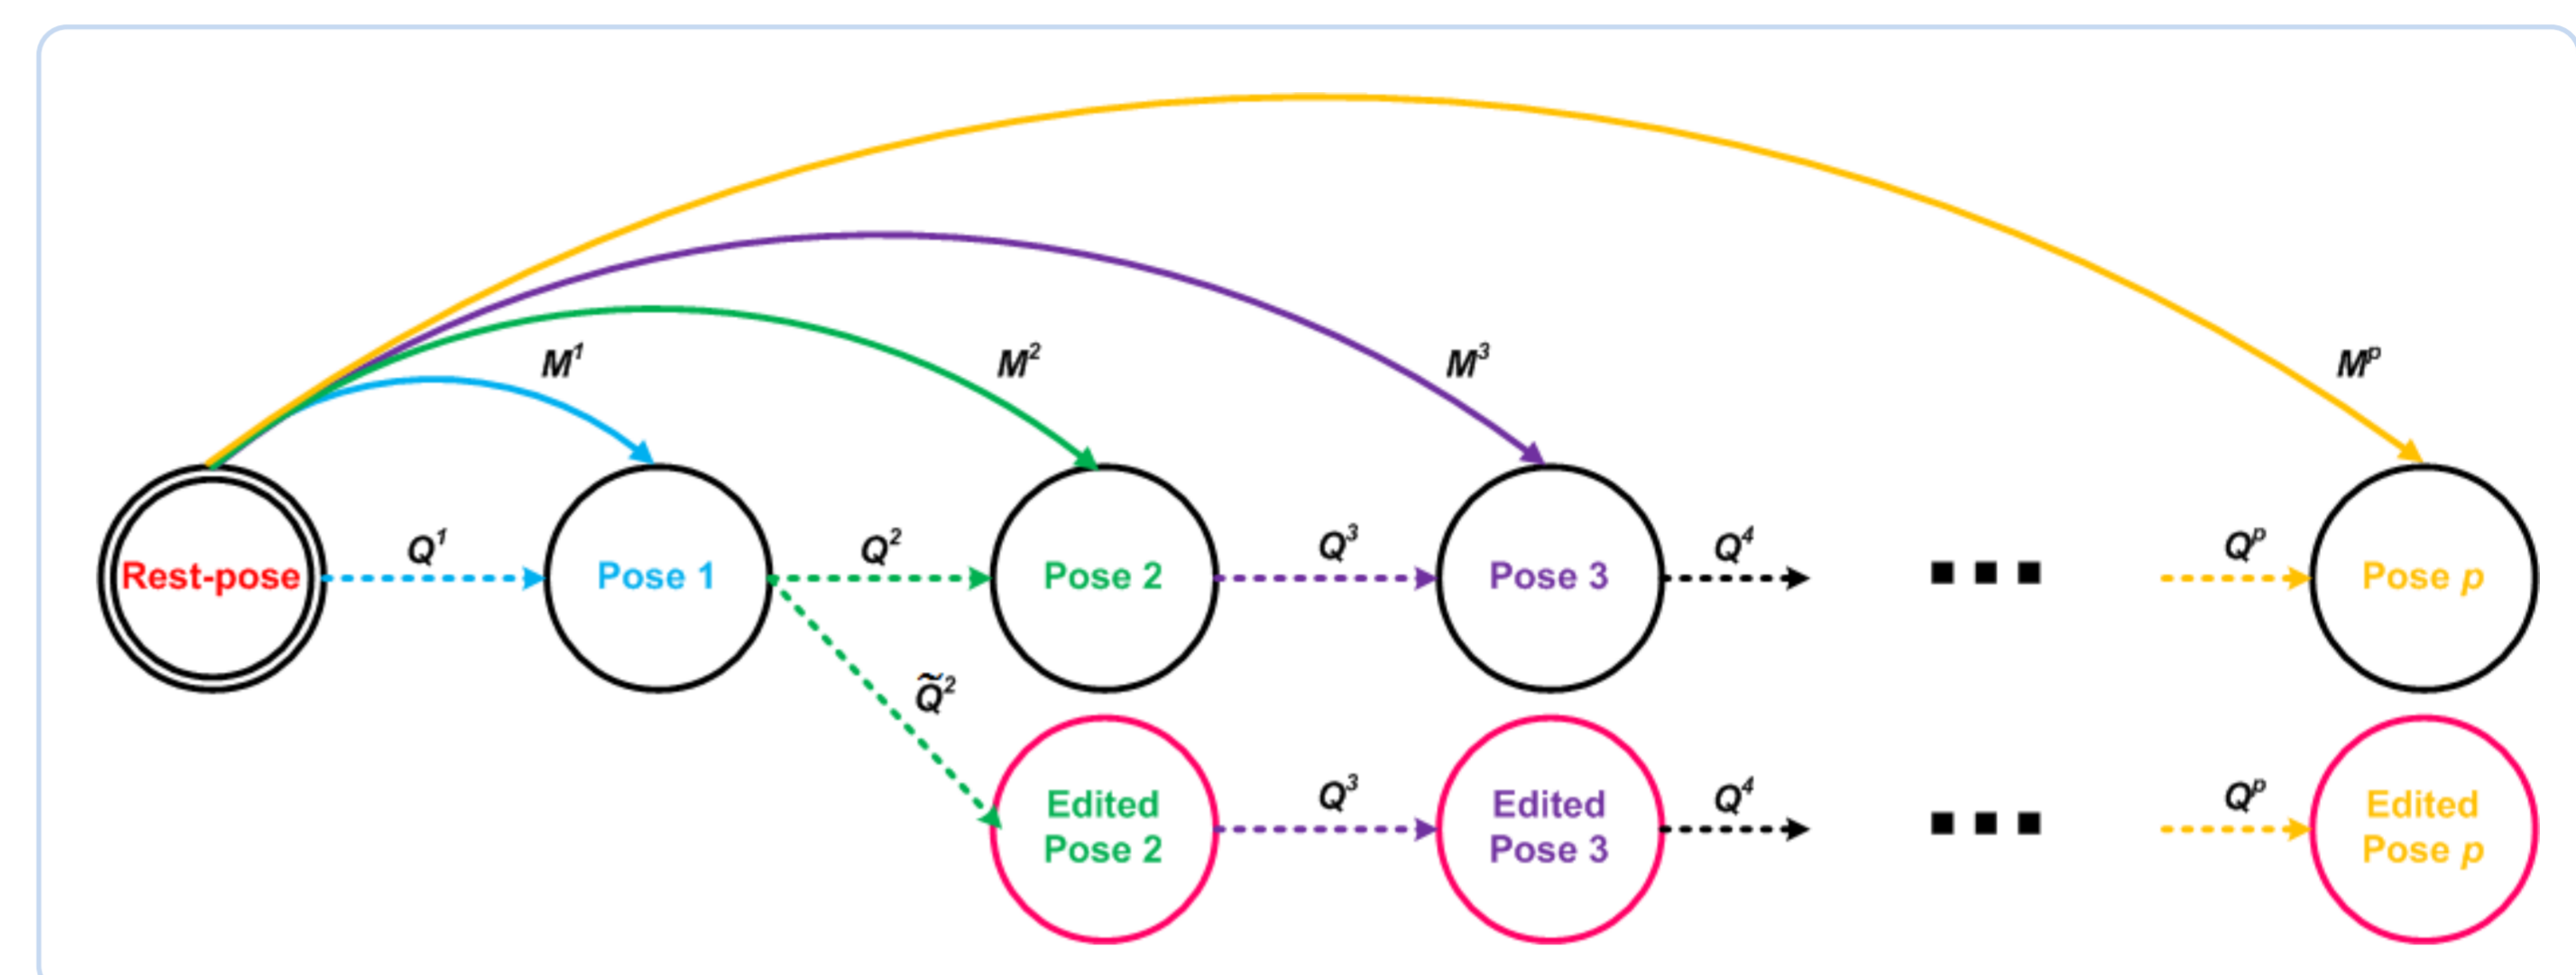 M¹ M² M³ Mᵖ
Q¹ Q² Q³ Q⁴ Qᵖ
Rest-pose Pose 1 Pose 2 Pose 3 Pose p
Q̃² Q³ Q⁴ Qᵖ
Edited Edited Edited
Pose 2 Pose 3 Pose p